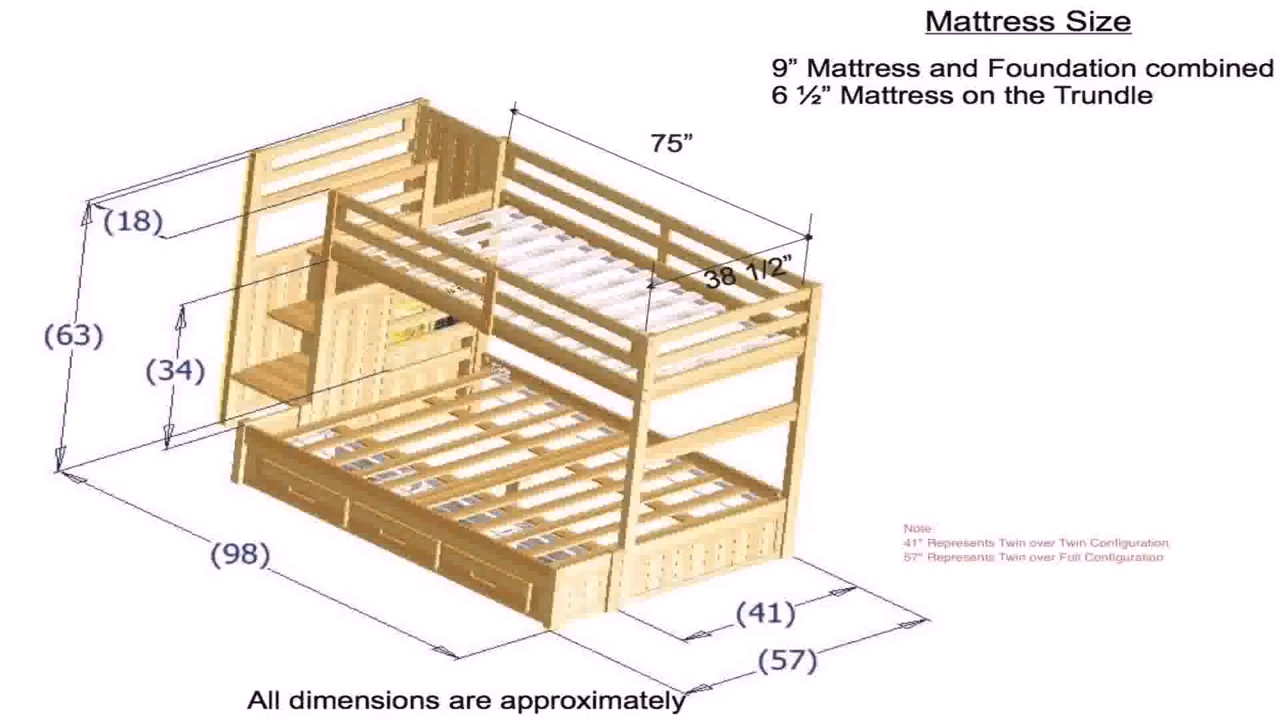 Mattress Size
9” Mattress and Foundation combined
6 ½” Mattress on the Trundle
75”
(18)
38 1/2”
(63)
(34)
Note:
41" Represents Twin over Twin Configuration
57" Represents Twin over Full Configuration
(98)
(41)
(57)
All dimensions are approximately